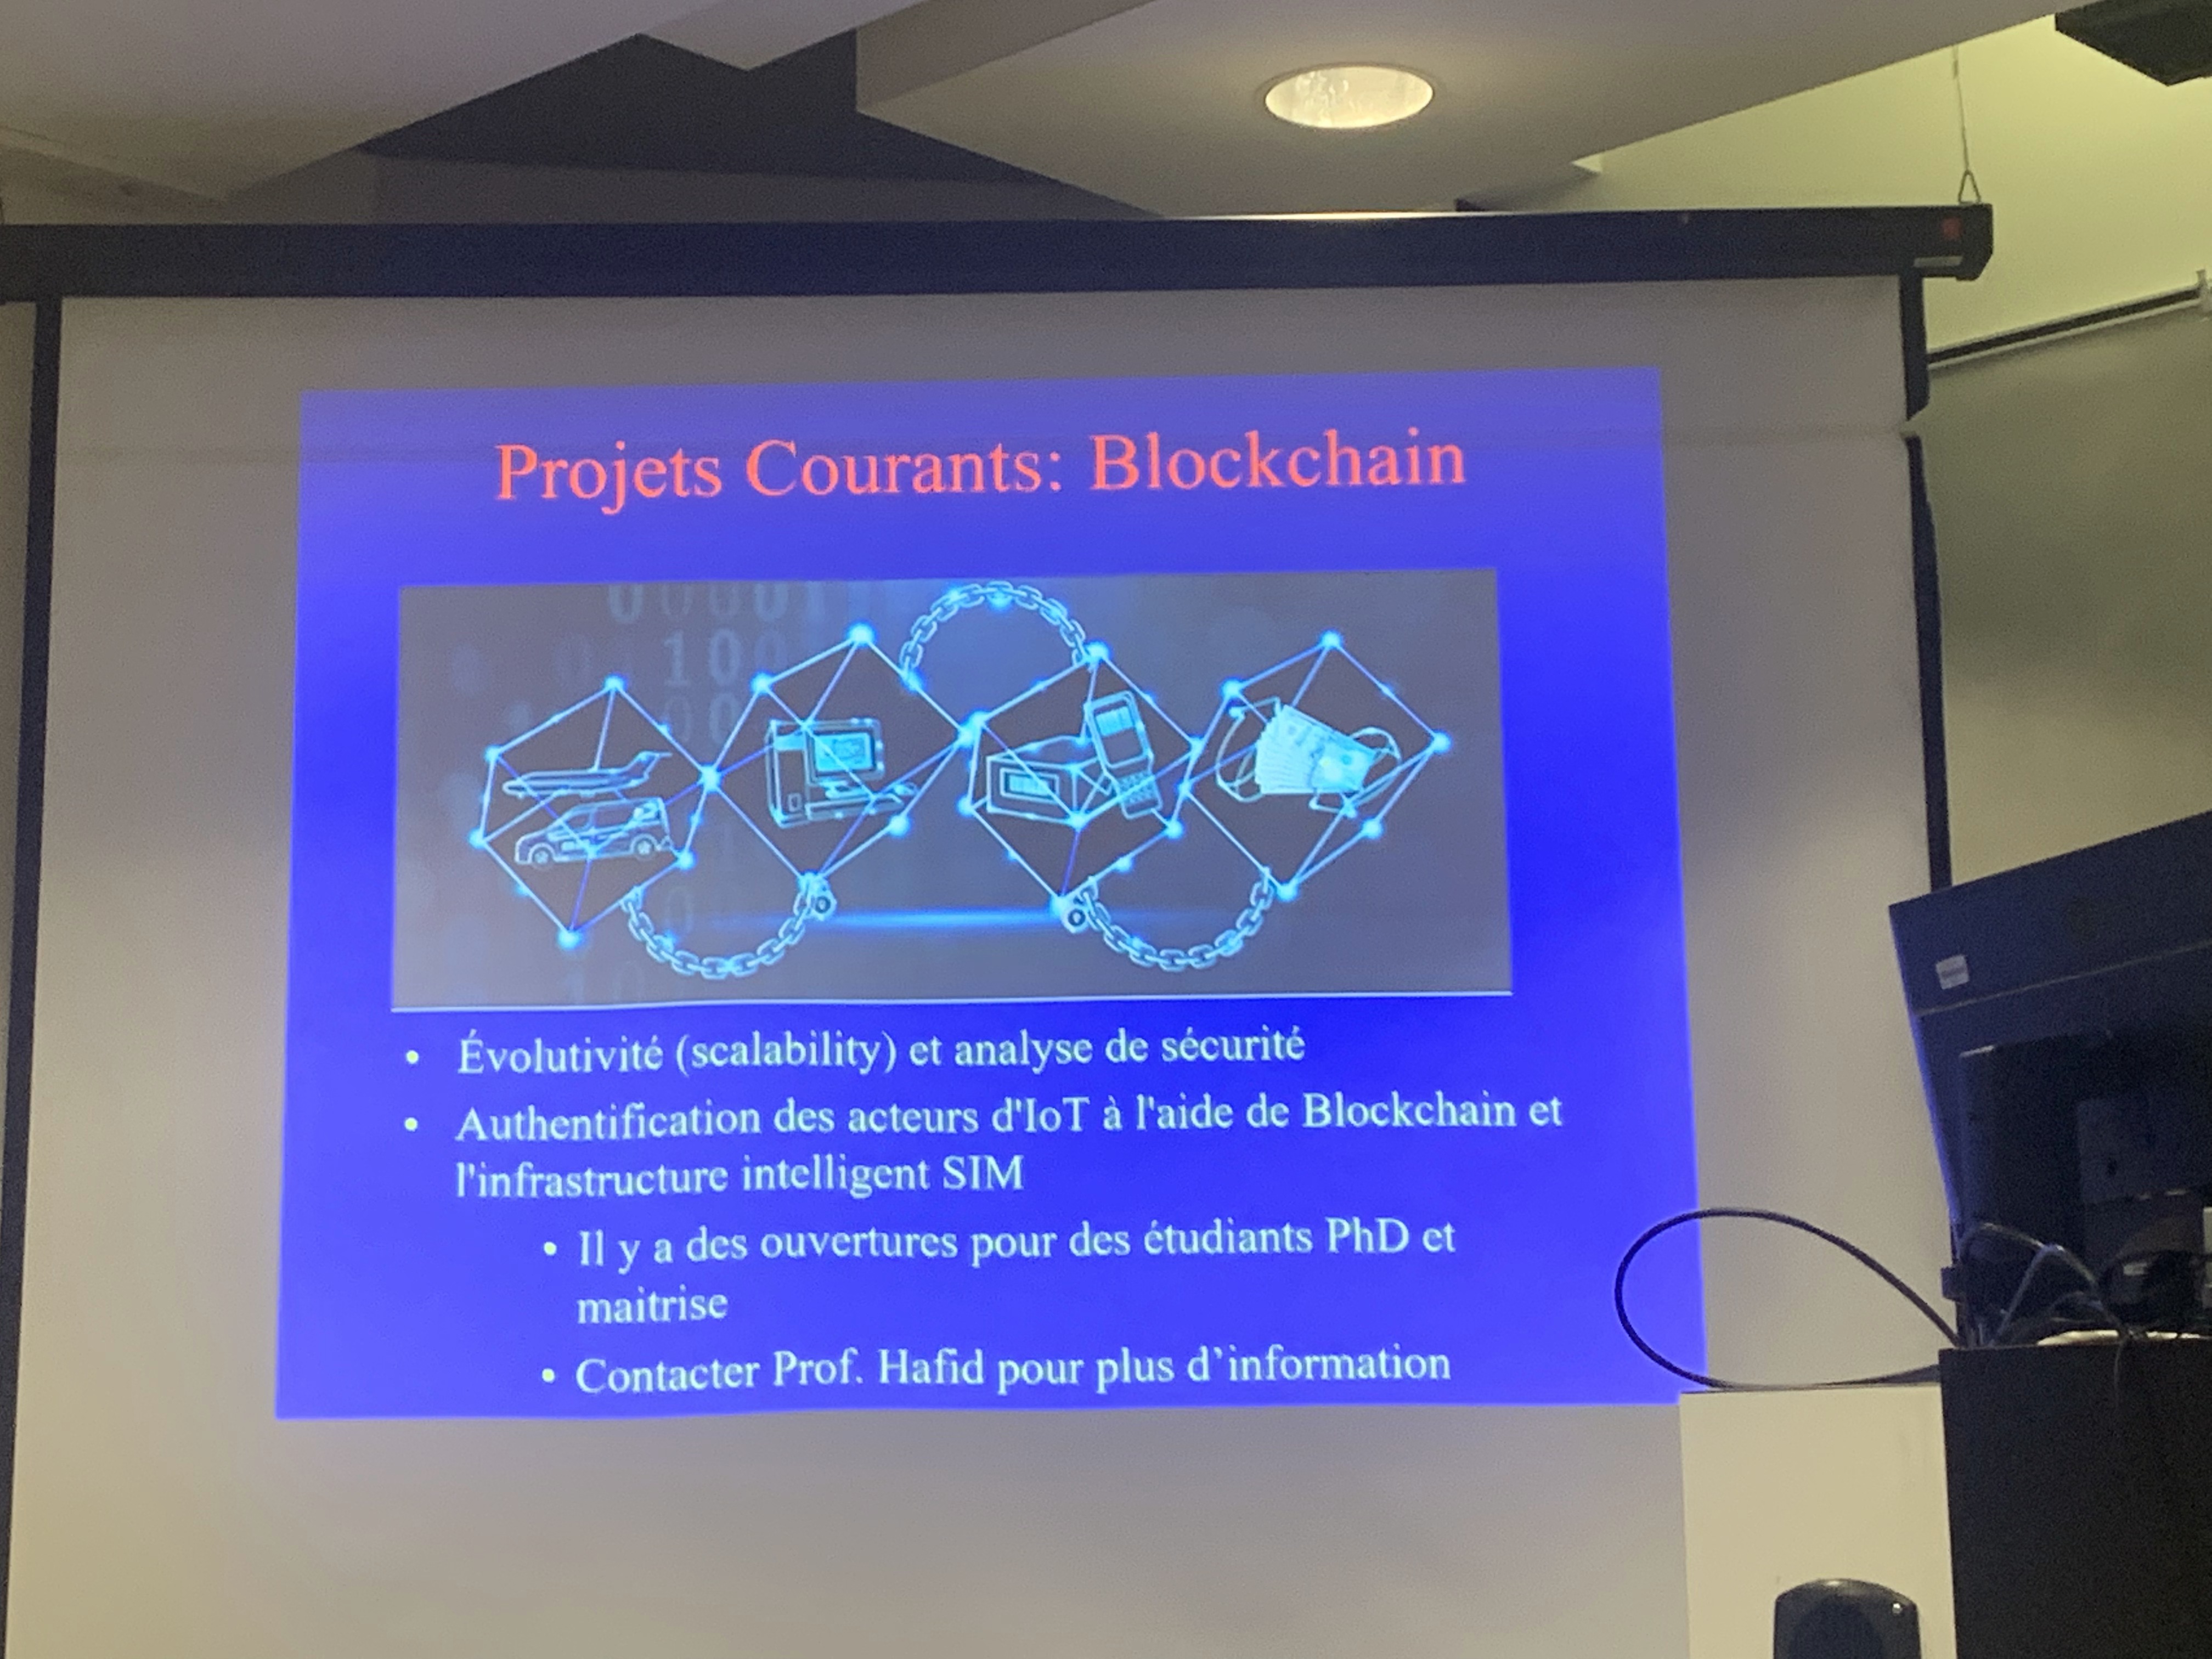 Projets Courants: Blockchain
• Évolutivité (scalability) et analyse de sécurité
• Authentification des acteurs d'IoT à l'aide de Blockchain et
l'infrastructure intelligent SIM
• Il y a des ouvertures pour des étudiants PhD et
maitrise
• Contacter Prof. Hafid pour plus d’information